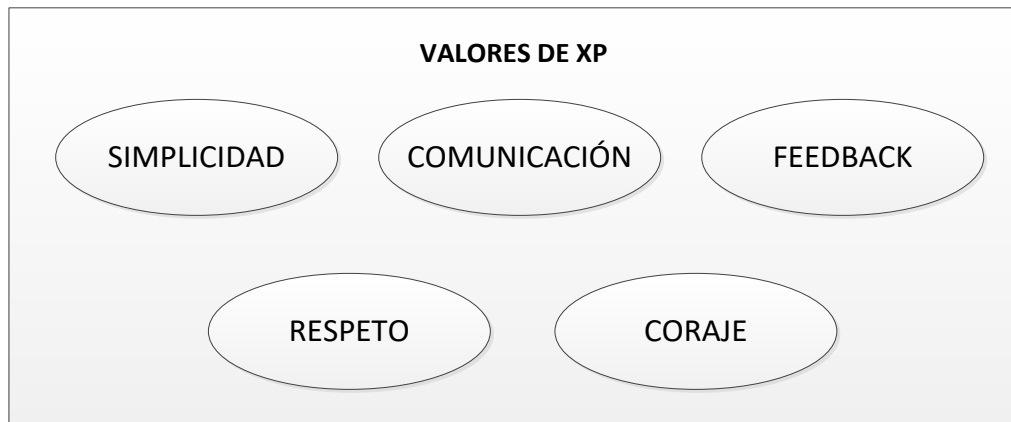 VALORES DE XP
SIMPLICIDAD COMUNICACIÓN FEEDBACK
RESPETO CORAJE